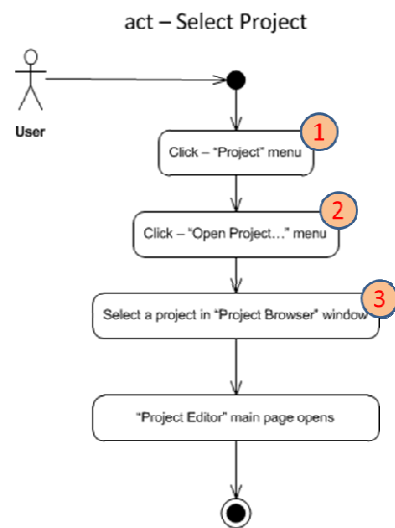 act – Select Project
User
1
Click – “Project” menu
2
Click – “Open Project...” menu
3
Select a project in “Project Browser” window
“Project Editor” main page opens